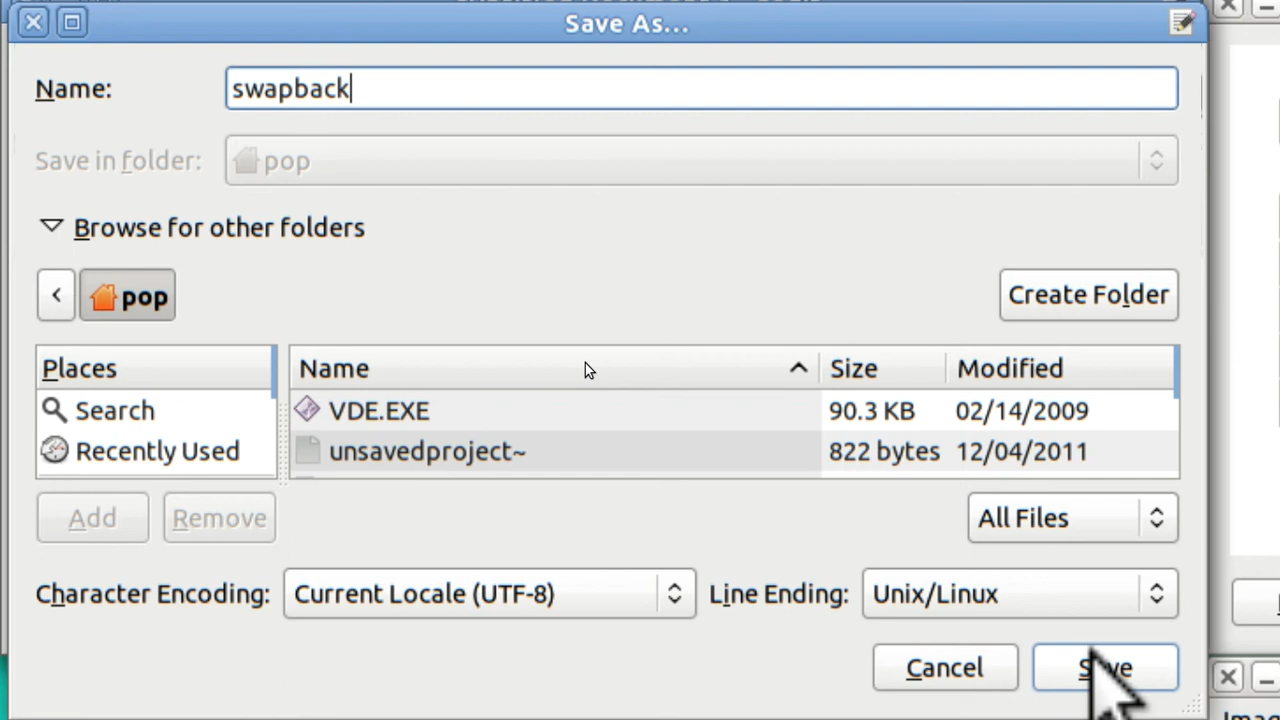 Save As...
Name: swapback
Save in folder: pop
Browse for other folders
pop Create Folder
Places Name Size Modified
Search VDE.EXE 90.3 KB 02/14/2009
Recently Used unsavedproject~ 822 bytes 12/04/2011
Add Remove All Files
Character Encoding: Current Locale (UTF-8) Line Ending: Unix/Linux
Cancel Save